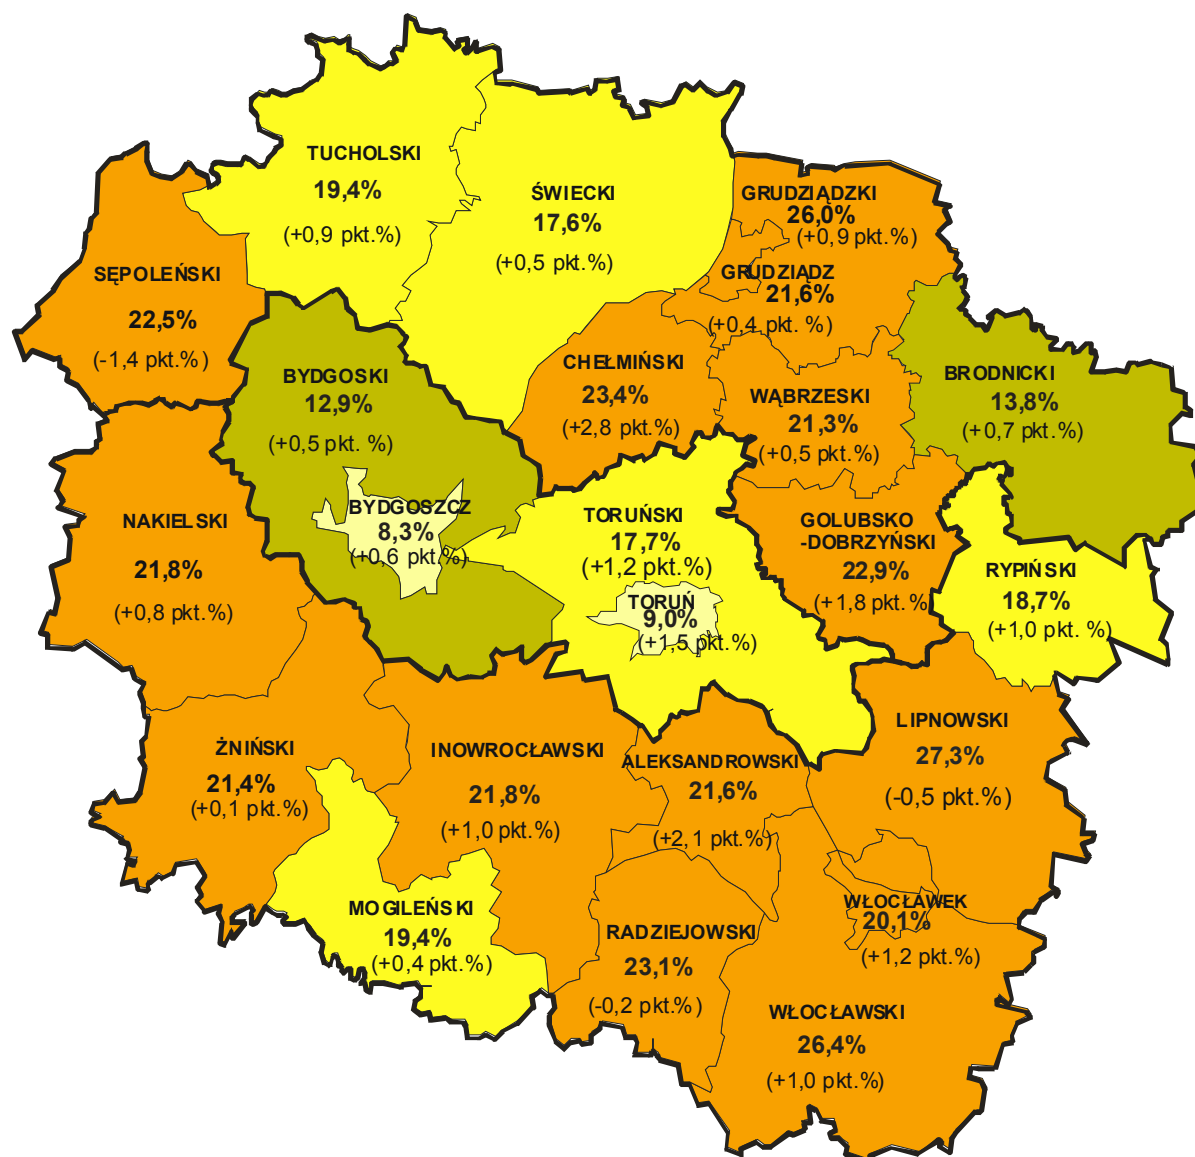 TUCHOLSKI
19,4%
(+0,9 pkt.%)
ŚWIECKI
17,6%
(+0,5 pkt.%)
GRUDZIĄDZKI
26,0%
(+0,9 pkt.%)
SĘPOLEŃSKI
22,5%
(-1,4 pkt.%)
GRUDZIĄDZ
21,6%
(+0,4 pkt. %)
BYDGOSKI
12,9%
(+0,5 pkt. %)
CHEŁMIŃSKI
23,4%
(+2,8 pkt.%)
WĄBRZESKI
21,3%
(+0,5 pkt.%)
BRODNICKI
13,8%
(+0,7 pkt.%)
NAKIELSKI
21,8%
(+0,8 pkt.%)
BYDGOSZCZ
8,3%
(+0,6 pkt.%)
TORUŃSKI
17,7%
(+1,2 pkt.%)
GOLUBSKO
-DOBRZYŃSKI
22,9%
(+1,8 pkt.%)
RYPIŃSKI
18,7%
(+1,0 pkt. %)
TORUŃ
9,0%
(+1,5 pkt.%)
ŻNIŃSKI
21,4%
(+0,1 pkt.%)
INOWROCŁAWSKI
21,8%
(+1,0 pkt.%)
ALEKSANDROWSKI
21,6%
(+2,1 pkt.%)
LIPNOWSKI
27,3%
(-0,5 pkt.%)
MOGILEŃSKI
19,4%
(+0,4 pkt.%)
RADZIEJOWSKI
23,1%
(-0,2 pkt.%)
WŁOCŁAWEK
20,1%
(+1,2 pkt.%)
WŁOCŁAWSKI
26,4%
(+1,0 pkt.%)